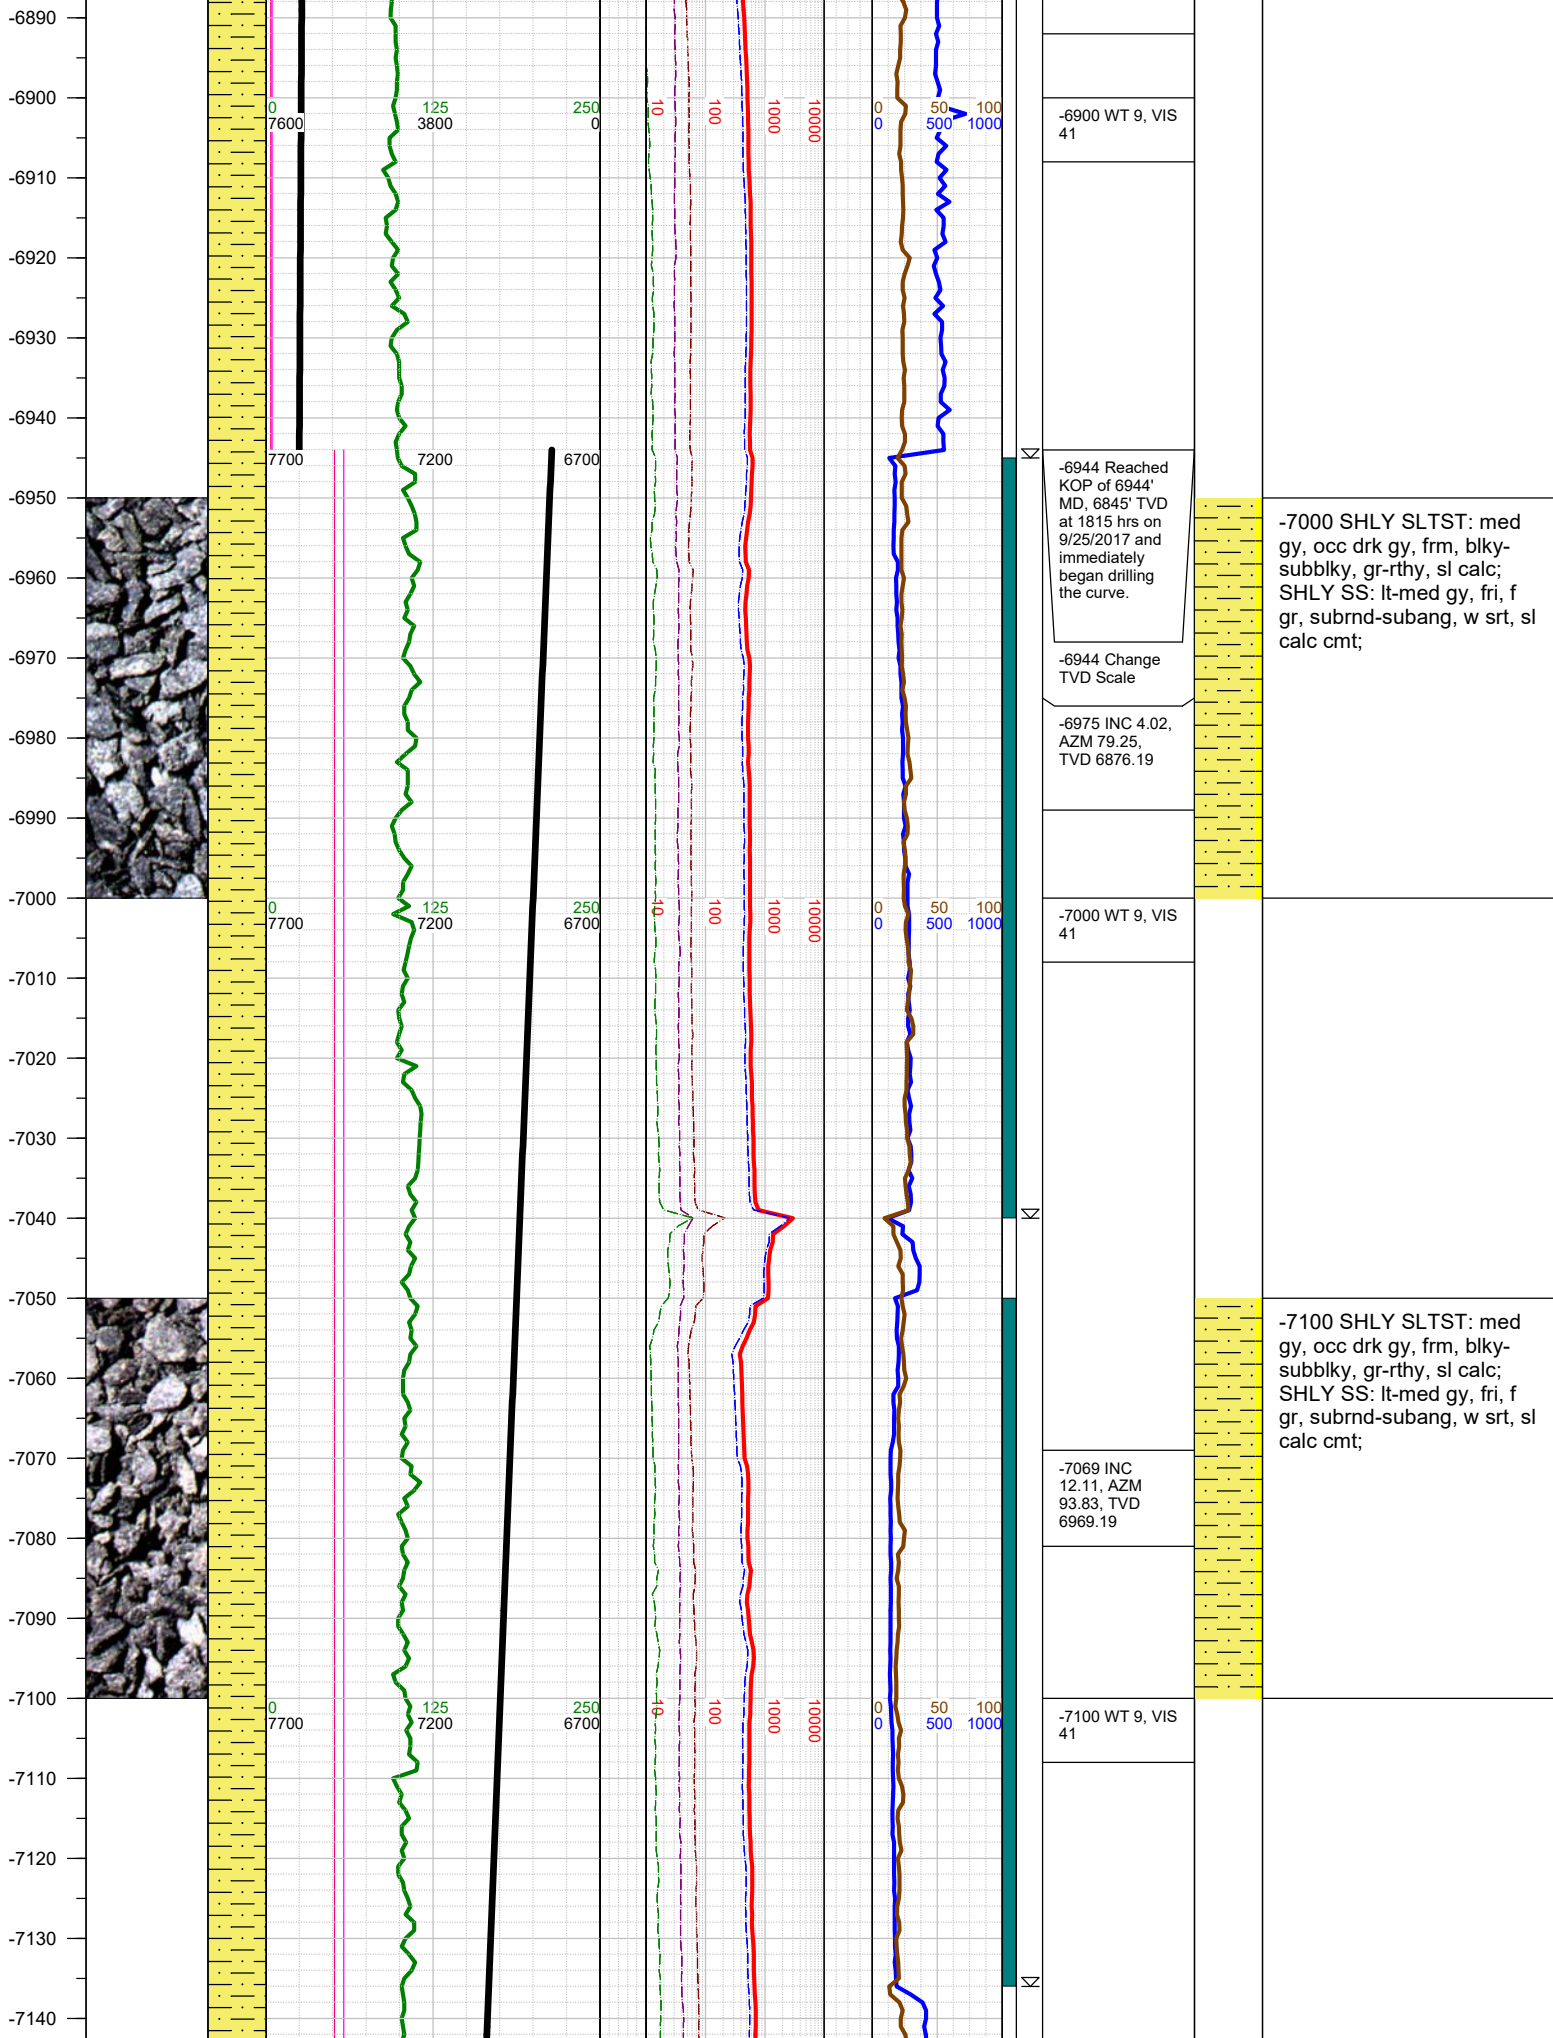 -6890
-6900
0 125 250
7600 3800 0
10 100 1000 10000
0 50 100
0 500 1000
-6900 WT 9, VIS
41
-6910
-6920
-6930
-6940
7700 7200 6700
-6944 Reached
KOP of 6944'
MD, 6845' TVD
at 1815 hrs on
9/25/2017 and
immediately
began drilling
the curve.
-6944 Change
TVD Scale
-6950
-7000 SHLY SLTST: med
gy, occ drk gy, frm, blky-
subblky, gr-rthy, sl calc;
SHLY SS: lt-med gy, fri, f
gr, subrnd-subang, w srt, sl
calc cmt;
-6960
-6970
-6975 INC 4.02,
AZM 79.25,
TVD 6876.19
-6980
-6990
-7000
0 125 250
7700 7200 6700
10 100 1000 10000
0 50 100
0 500 1000
-7000 WT 9, VIS
41
-7010
-7020
-7030
-7040
-7050
-7100 SHLY SLTST: med
gy, occ drk gy, frm, blky-
subblky, gr-rthy, sl calc;
SHLY SS: lt-med gy, fri, f
gr, subrnd-subang, w srt, sl
calc cmt;
-7060
-7070
-7069 INC
12.11, AZM
93.83, TVD
6969.19
-7080
-7090
-7100
0 125 250
7700 7200 6700
10 100 1000 10000
0 50 100
0 500 1000
-7100 WT 9, VIS
41
-7110
-7120
-7130
-7140